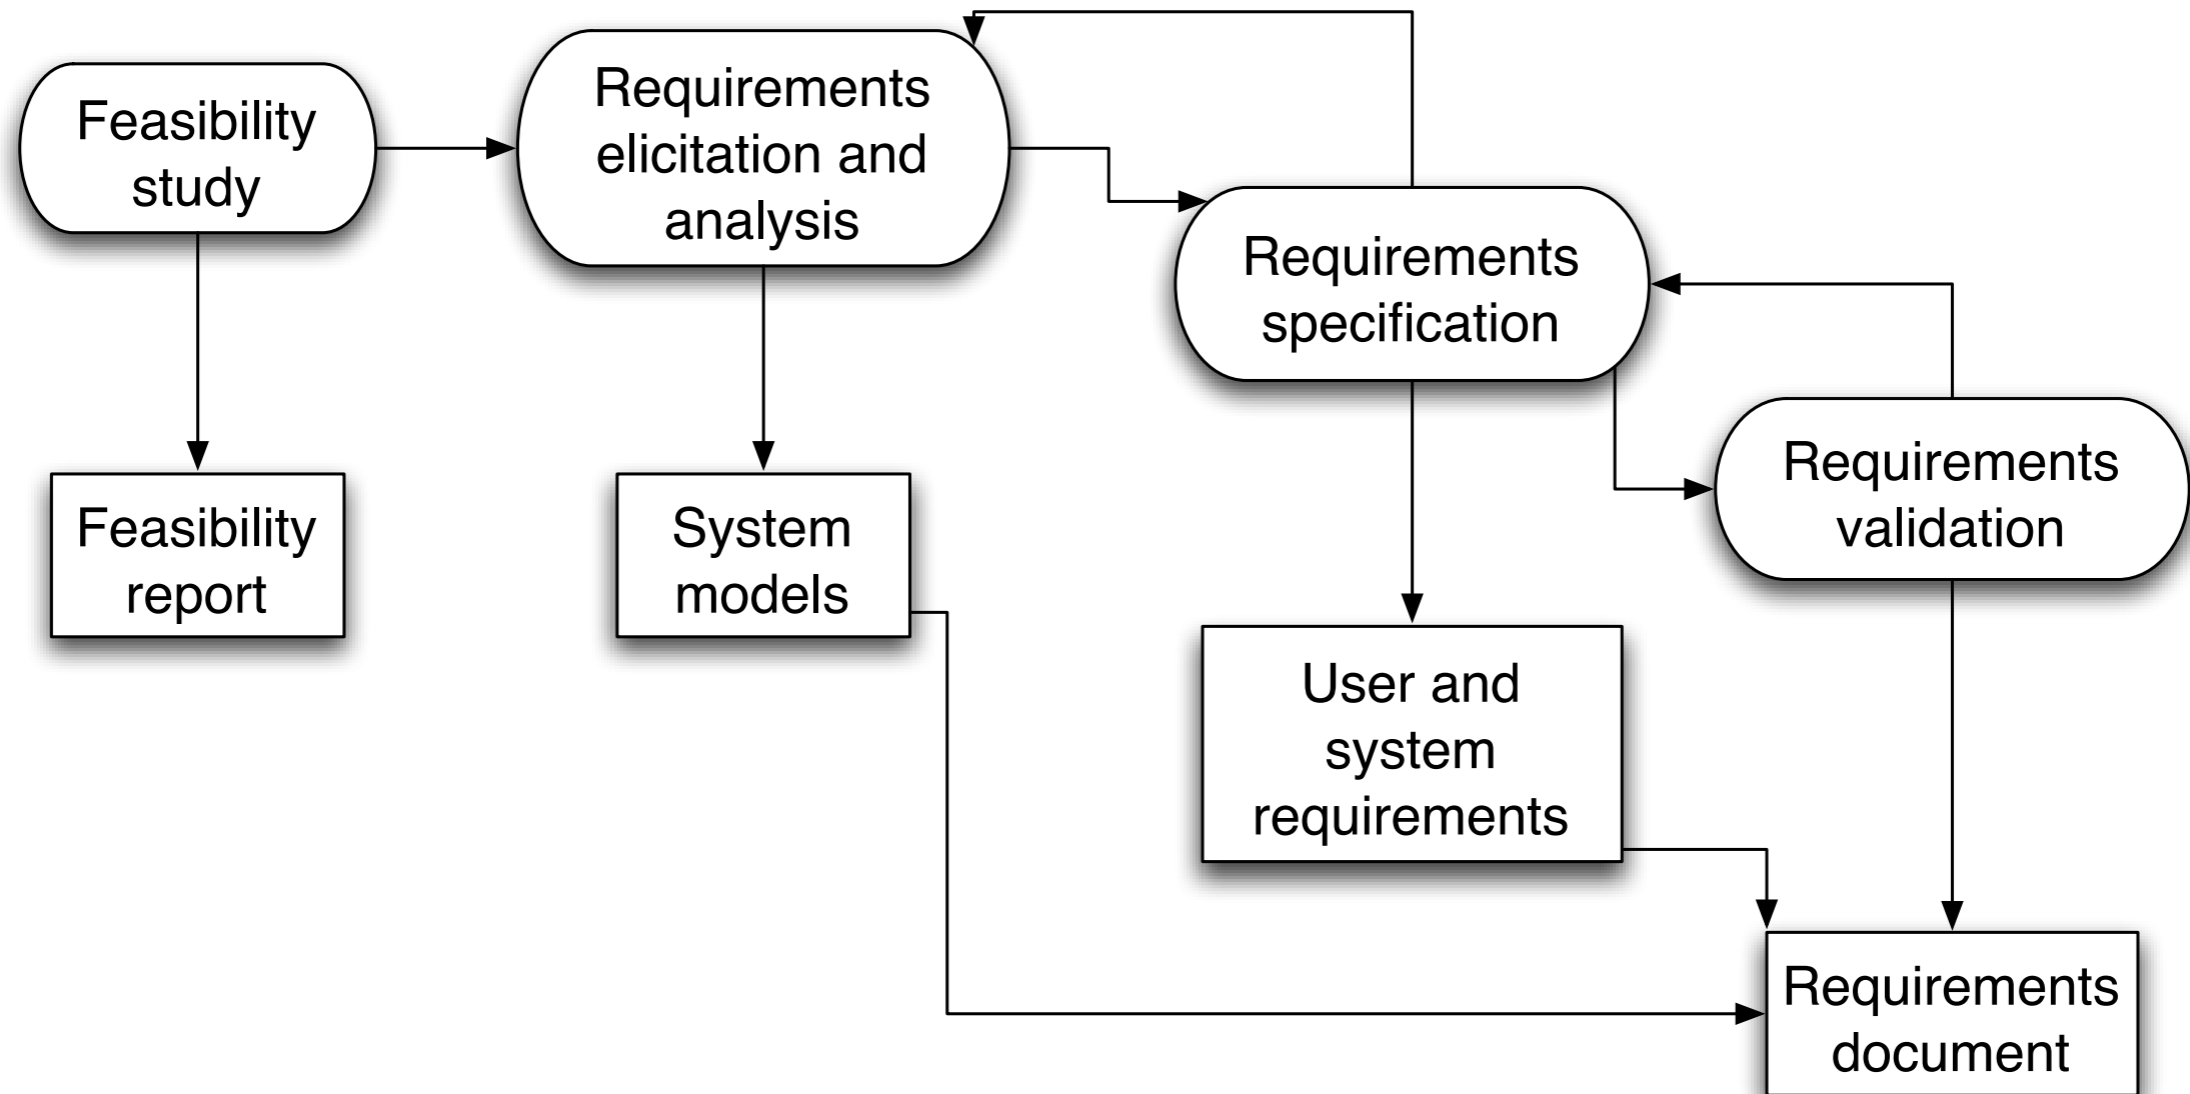 Feasibility
study
Requirements
elicitation and
analysis
Requirements
specification
Requirements
validation
Feasibility
report
System
models
User and
system
requirements
Requirements
document